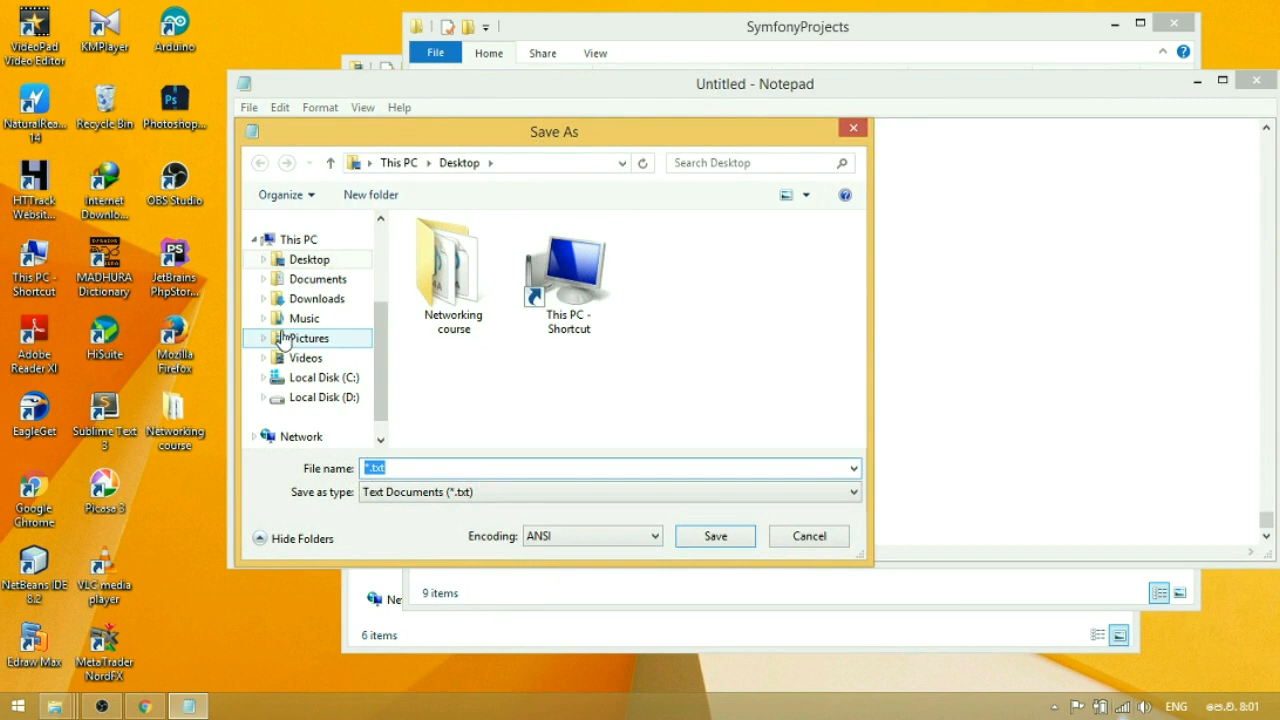 VideoPad
Video Editor
KMPlayer
Arduino
NaturalRea...
14
Recycle Bin
Photoshop...
HTTrack
Websit...
Internet
Downlo...
OBS Studio
This PC -
Shortcut
MADHURA
Dictionary
JetBrains
PhpStor...
Adobe
Reader XI
HiSuite
Mozilla
Firefox
EagleGet
Sublime Text
3
Networking
course
Google
Chrome
Picasa 3
NetBeans IDE
8.2
VLC media
player
Edraw Max
MetaTrader
NordFX
SymfonyProjects
File Home Share View
Untitled - Notepad
File Edit Format View Help
Save As
This PC Desktop
Search Desktop
Organize New folder
This PC
Desktop
Documents
Downloads
Music
Pictures
Videos
Local Disk (C:)
Local Disk (D:)
Network
Networking
course
This PC -
Shortcut
File name: *.txt
Save as type: Text Documents (*.txt)
Hide Folders
Encoding: ANSI
Save Cancel
9 items
6 items
ENG
පෙ.ව. 8:01